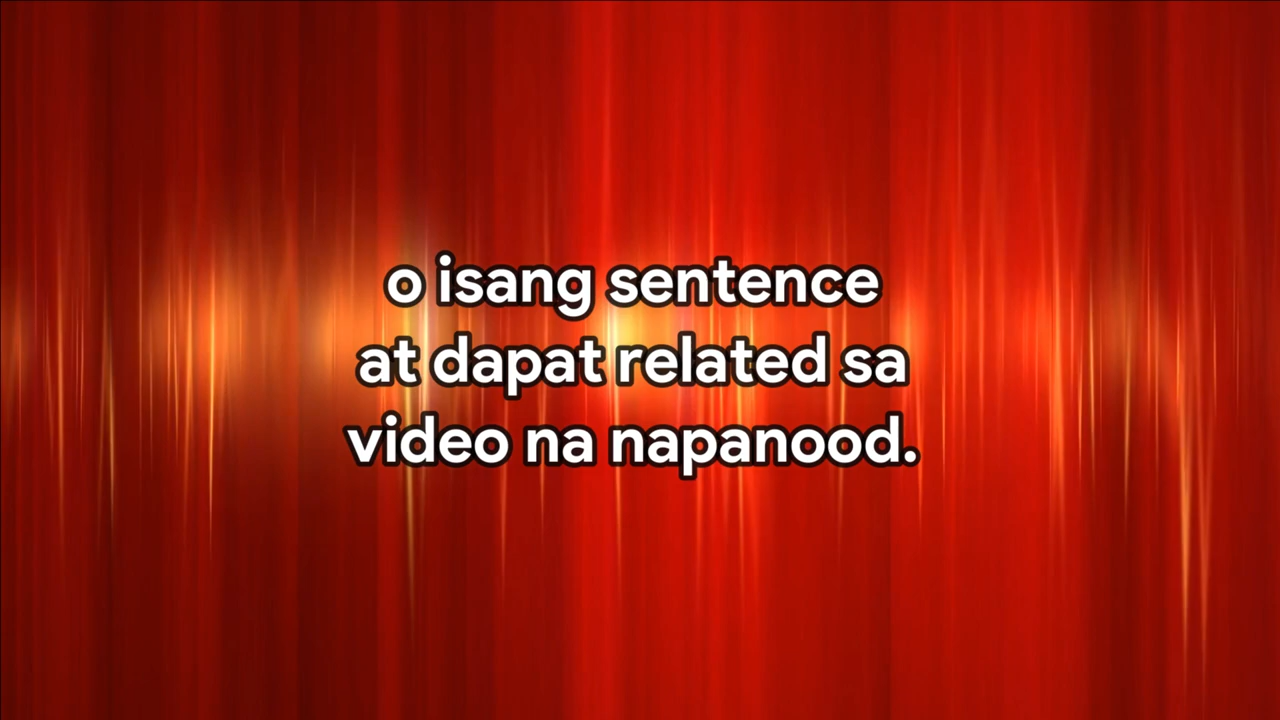 o isang sentence
at dapat related sa
video na napanood.